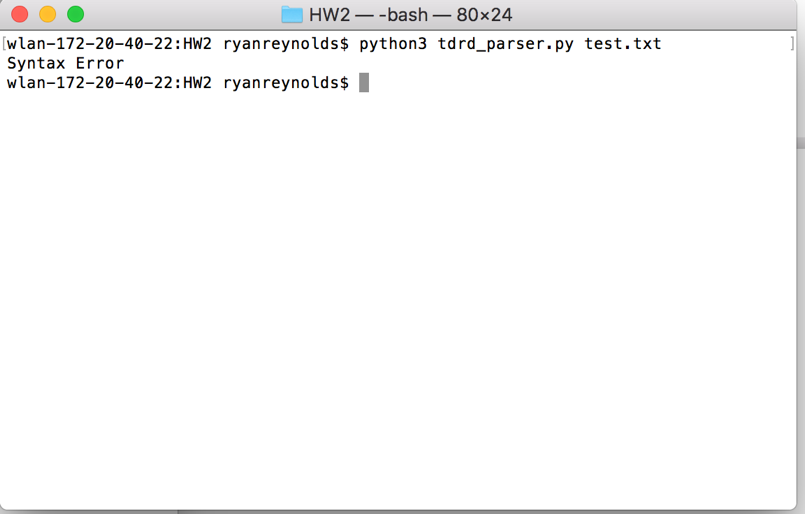 HW2 — -bash — 80×24
[wlan-172-20-40-22:HW2 ryanreynolds$ python3 tdrd_parser.py test.txt ]
Syntax Error
wlan-172-20-40-22:HW2 ryanreynolds$